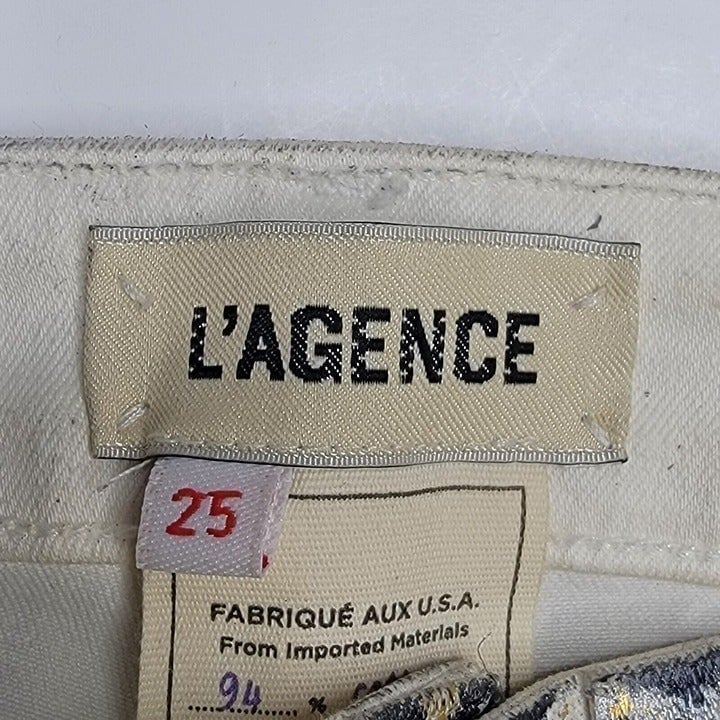 L'AGENCE
25
FABRIQUÉ AUX U.S.A.
From Imported Materials
94 %